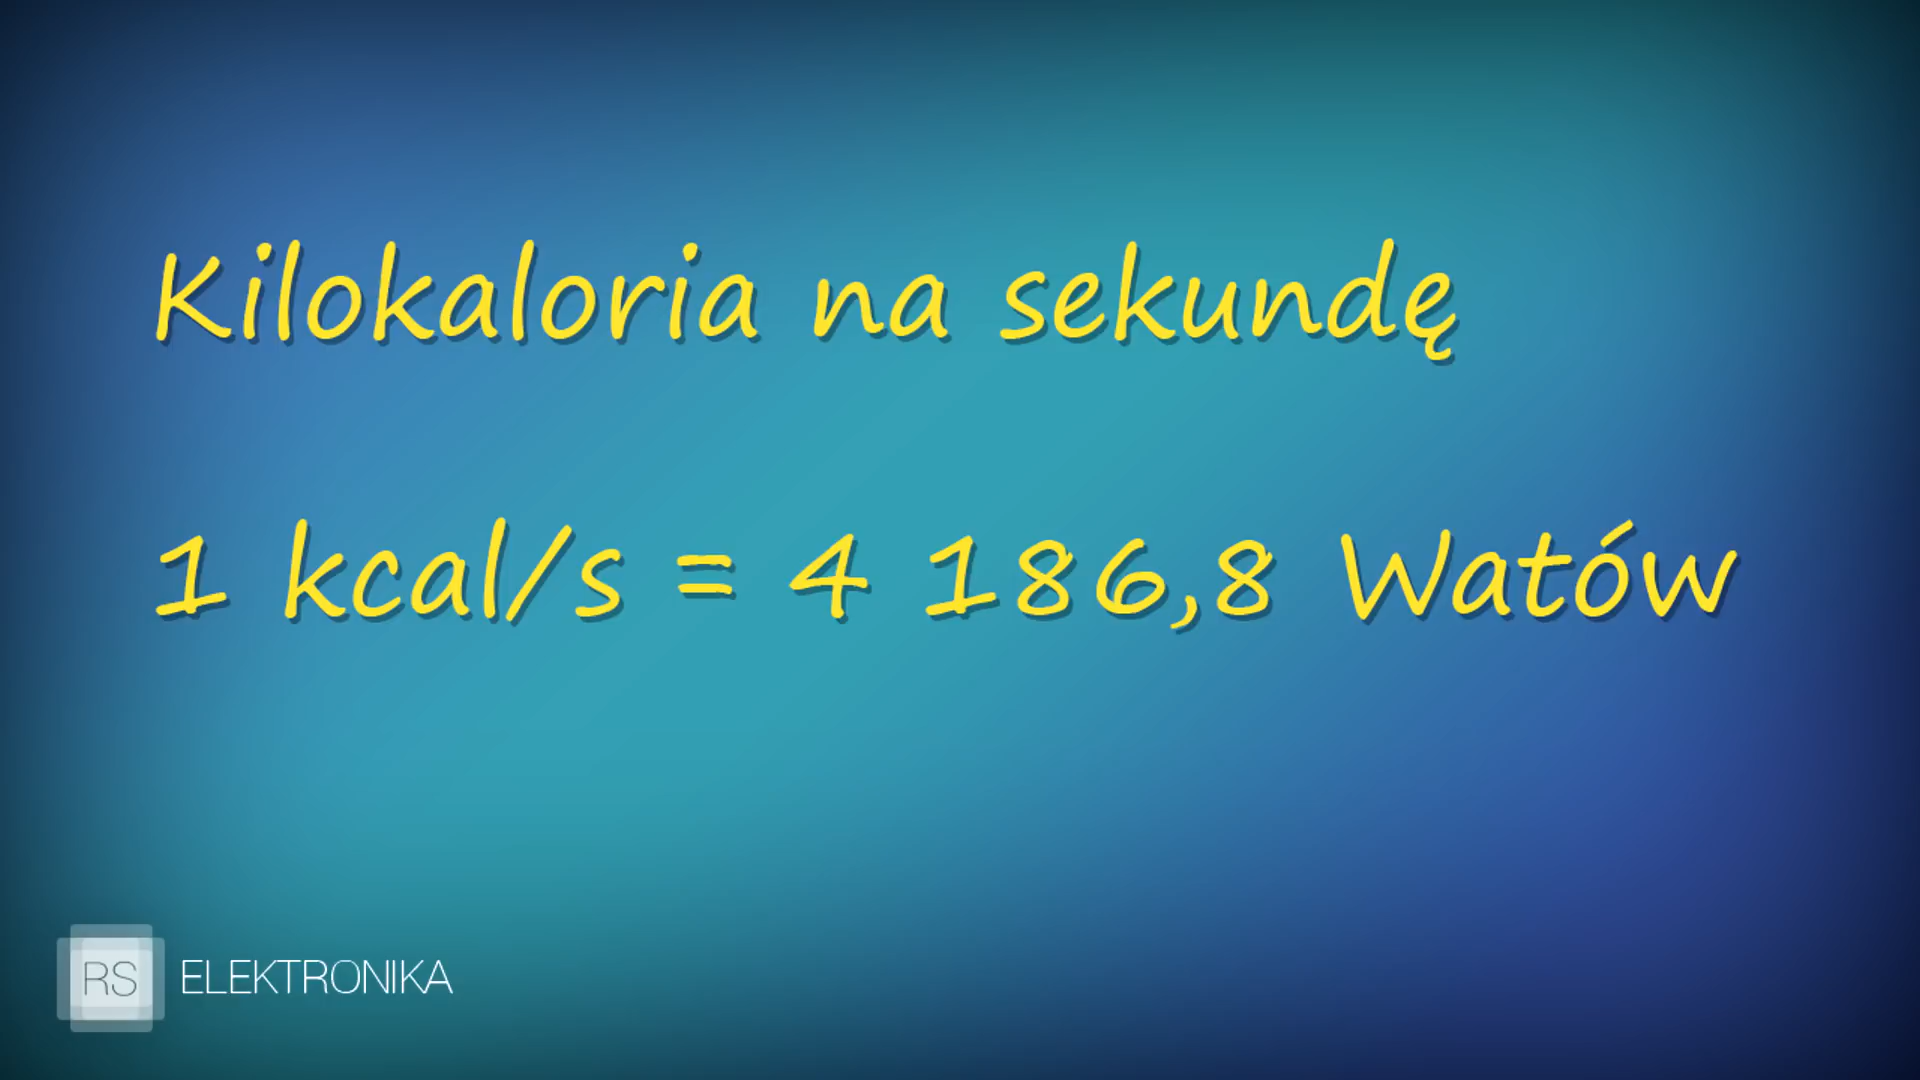 Kilokaloria na sekundę
1 kcal/s = 4 186,8 Watów
RS ELEKTRONIKA